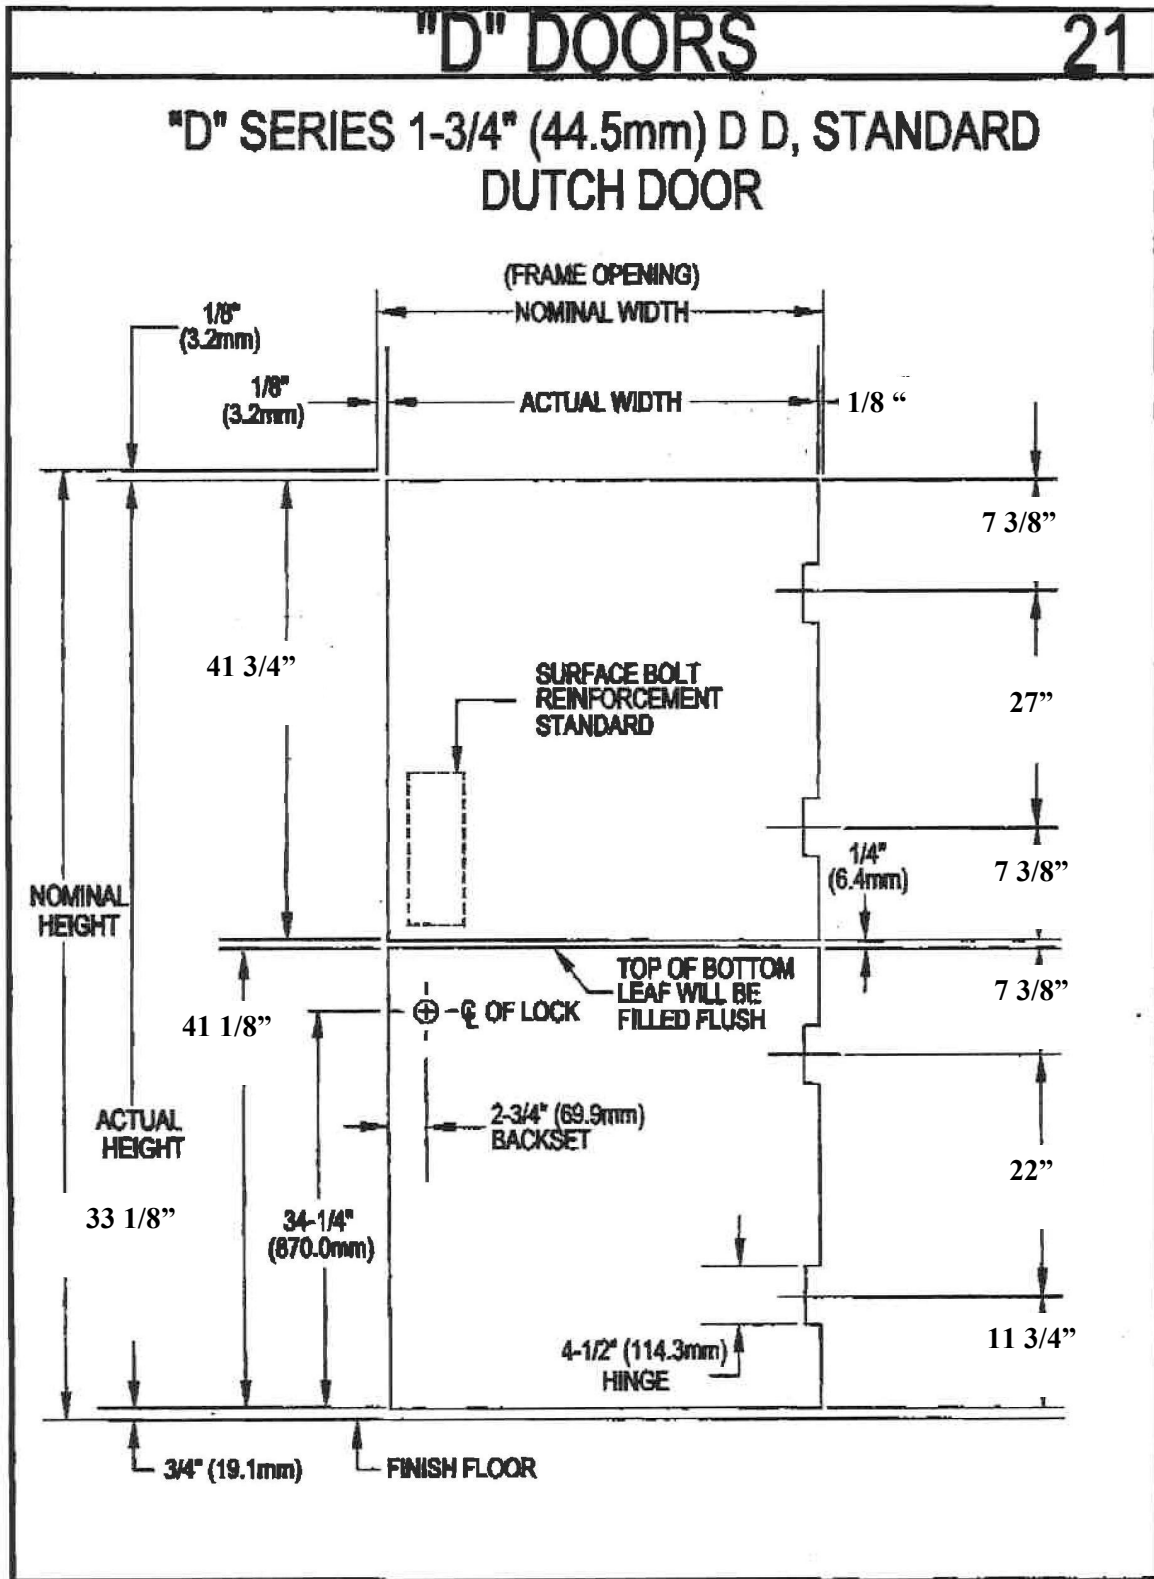 "D" DOORS 21
"D" SERIES 1-3/4" (44.5mm) D D, STANDARD
DUTCH DOOR
(FRAME OPENING)
NOMINAL WIDTH
1/8"
(3.2mm)
1/8"
(3.2mm)
ACTUAL WIDTH
1/8 “
7 3/8”
41 3/4”
SURFACE BOLT
REINFORCEMENT
STANDARD
27”
1/4"
(6.4mm)
7 3/8”
NOMINAL
HEIGHT
TOP OF BOTTOM
LEAF WILL BE
FILLED FLUSH
7 3/8”
℄ OF LOCK
41 1/8”
2-3/4" (69.9mm)
BACKSET
ACTUAL
HEIGHT
22”
33 1/8”
34-1/4"
(870.0mm)
4-1/2" (114.3mm)
HINGE
11 3/4”
3/4" (19.1mm)
FINISH FLOOR